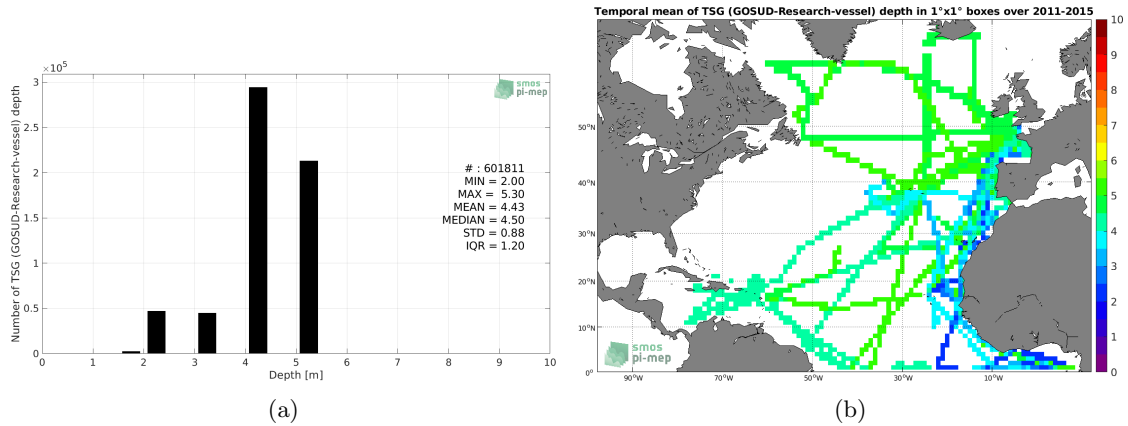 Temporal mean of TSG (GOSUD-Research-vessel) depth in 1°x1° boxes over 2011-2015
Number of TSG (GOSUD-Research-vessel) depth
×10⁵
3
2.5
2
1.5
1
0.5
0
smos
pi-mep
# : 601811
MIN = 2.00
MAX = 5.30
MEAN = 4.43
MEDIAN = 4.50
STD = 0.88
IQR = 1.20
0 1 2 3 4 5 6 7 8 9 10
Depth [m]
(a)
50°N
40°N
30°N
20°N
10°N
0°
90°W 70°W 50°W 30°W 10°W
smos
pi-mep
10
9
8
7
6
5
4
3
2
1
0
(b)